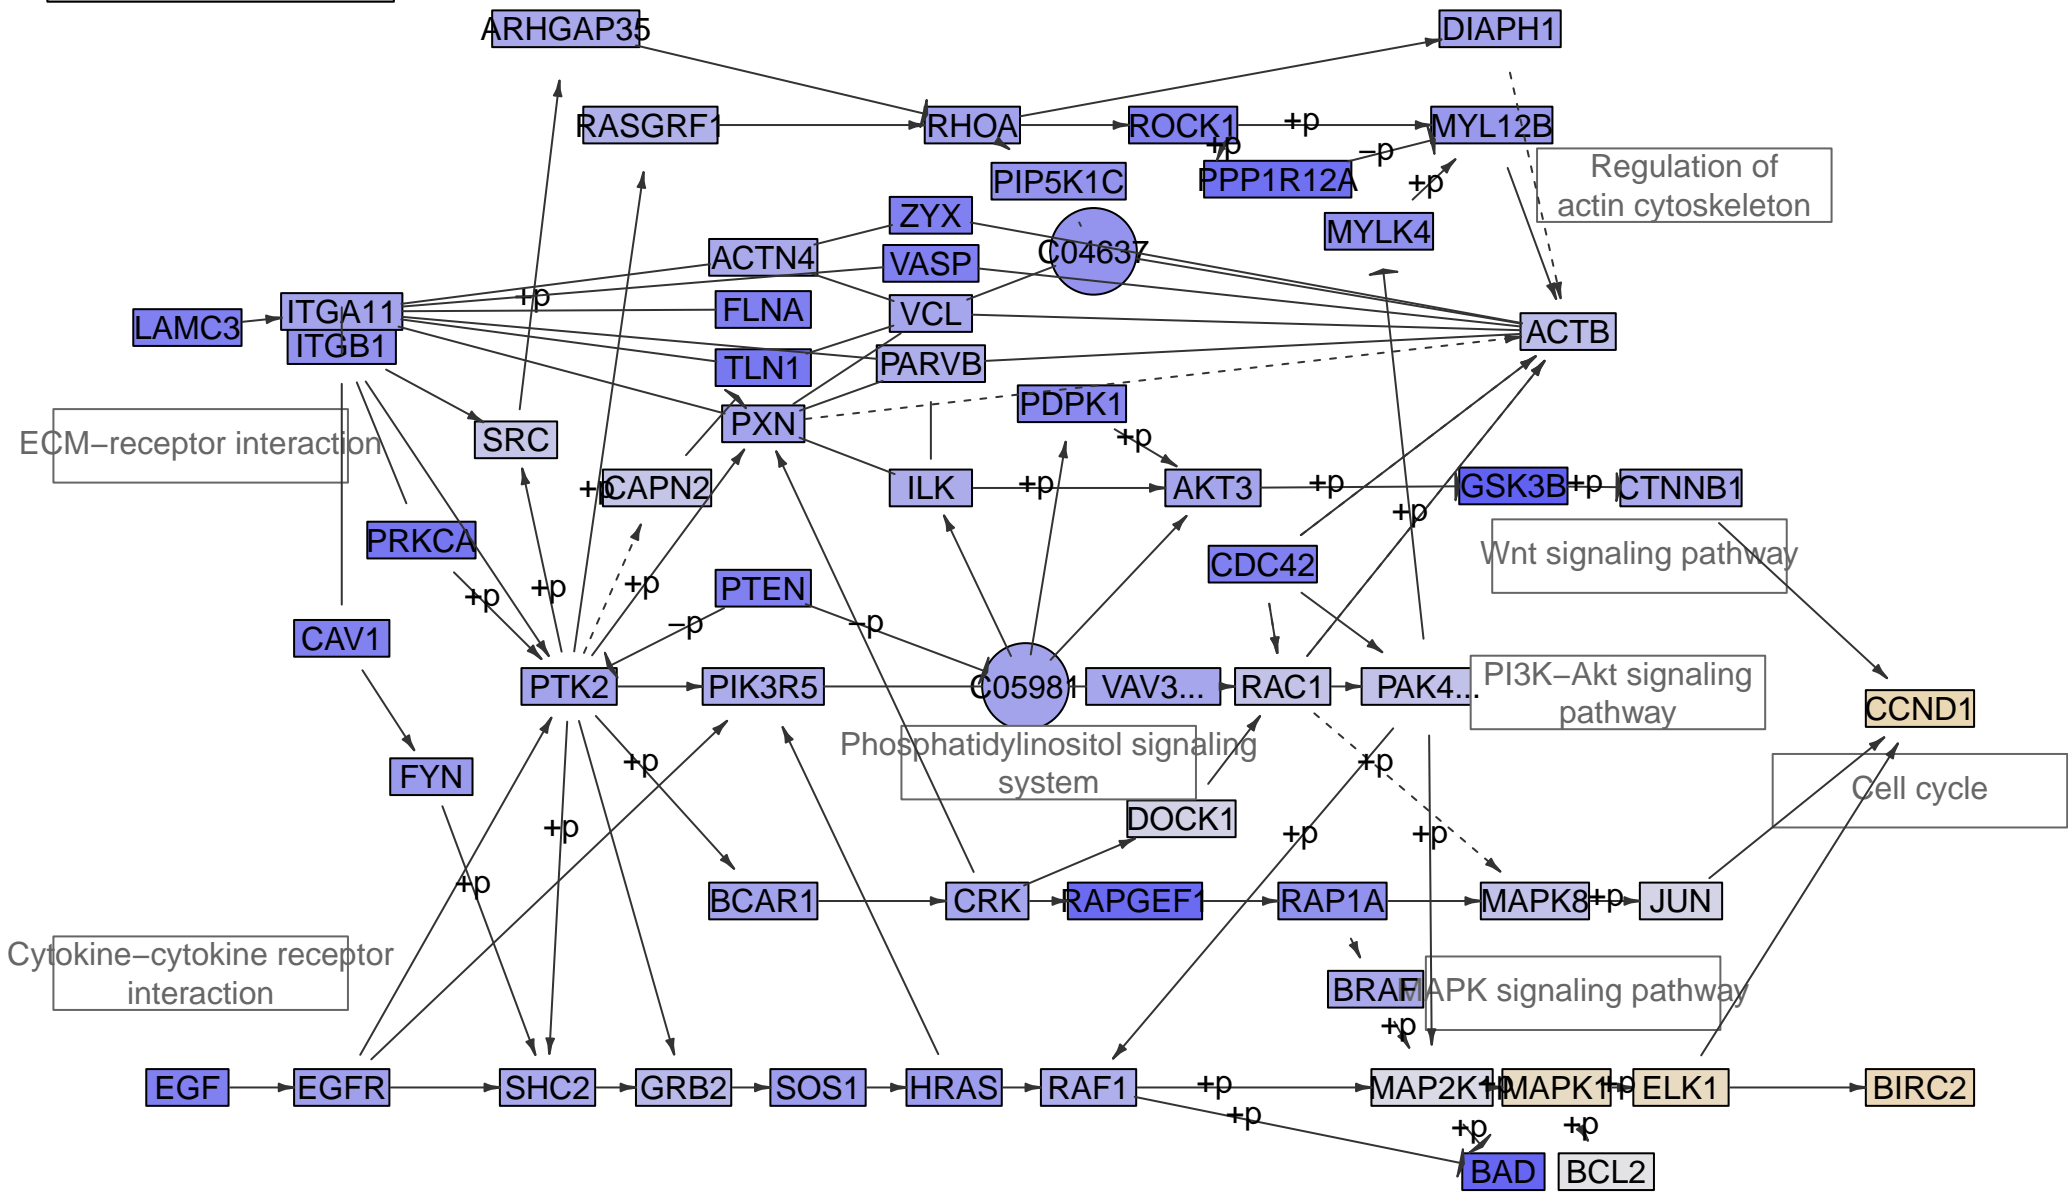 ARHGAP35
DIAPH1
RASGRF1
RHOA
ROCK1
+p
MYL12B
+p
−p
Regulation of
actin cytoskeleton
PIP5K1C
PPP1R12A
+p
ZYX
MYLK4
ACTN4
VASP
C04637
+p
ITGA11
FLNA
VCL
LAMC3
ITGB1
ACTB
TLN1
PARVB
PDPK1
PXN
ECM−receptor interaction
SRC
+p
+p
CAPN2
ILK
+p
AKT3
+p
GSK3B
+p
CTNNB1
+p
PRKCA
Wnt signaling pathway
CDC42
+p
+p
+p
PTEN
−p
−p
CAV1
PTK2
PIK3R5
C05981
VAV3...
RAC1
PAK4...
PI3K−Akt signaling
pathway
CCND1
Phosphatidylinositol signaling
system
FYN
+p
+p
Cell cycle
+p
DOCK1
+p
+p
+p
BCAR1
CRK
RAPGEF1
RAP1A
MAPK8
+p
JUN
Cytokine−cytokine receptor
interaction
BRAF
MAPK signaling pathway
+p
EGF
EGFR
SHC2
GRB2
SOS1
HRAS
RAF1
+p
MAP2K1
+p
MAPK1
+p
ELK1
BIRC2
+p
+p
+p
BAD
BCL2